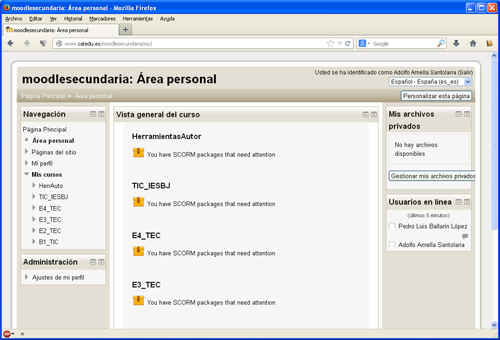 moodlesecundaria: Área personal - Mozilla Firefox
Archivo Editar Ver Historial Marcadores Herramientas Ayuda
moodlesecundaria: Área personal
www.catedu.es/moodlesecundaria/my/
Google
moodlesecundaria: Área personal
Usted se ha identificado como Adolfo Amella Santolaria (Salir)
Español - España (es_es)
Página Principal ► Área personal
Personalizar esta página
Navegación
Página Principal
Área personal
Páginas del sitio
Mi perfil
Mis cursos
HerrAuto
TIC_IESBJ
E4_TEC
E3_TEC
E2_TEC
B1_TIC
Administración
Ajustes de mi perfil
Vista general del curso
HerramientasAutor
You have SCORM packages that need attention
TIC_IESBJ
You have SCORM packages that need attention
E4_TEC
You have SCORM packages that need attention
E3_TEC
You have SCORM packages that need attention
Mis archivos
privados
No hay archivos
disponibles
Gestionar mis archivos privados
Usuarios en línea
(últimos 5 minutos)
Pedro Luis Ballarín López
Adolfo Amella Santolaria